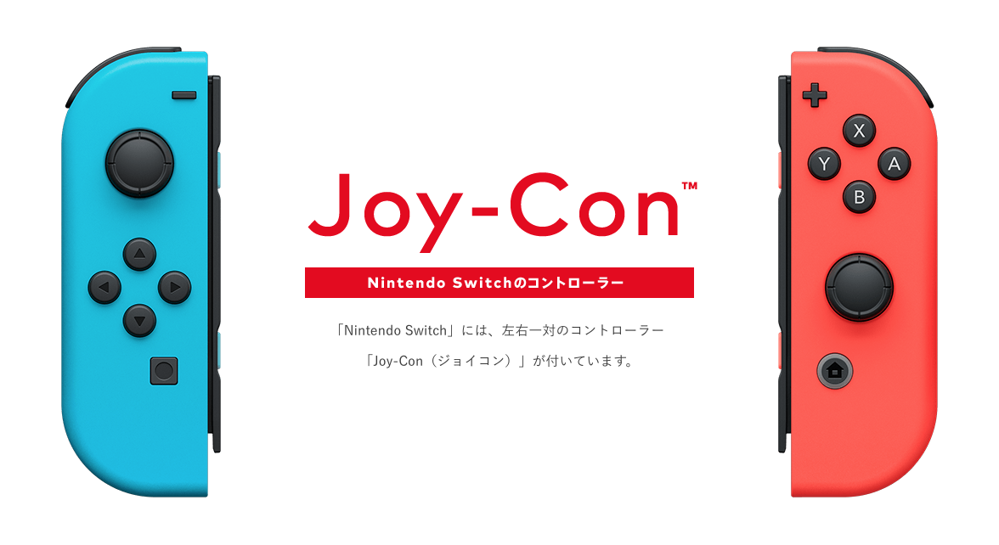 Joy-Con™
Nintendo Switchのコントローラー
「Nintendo Switch」には、左右一対のコントローラー
「Joy-Con（ジョイコン）」が付いています。
X
Y
A
B